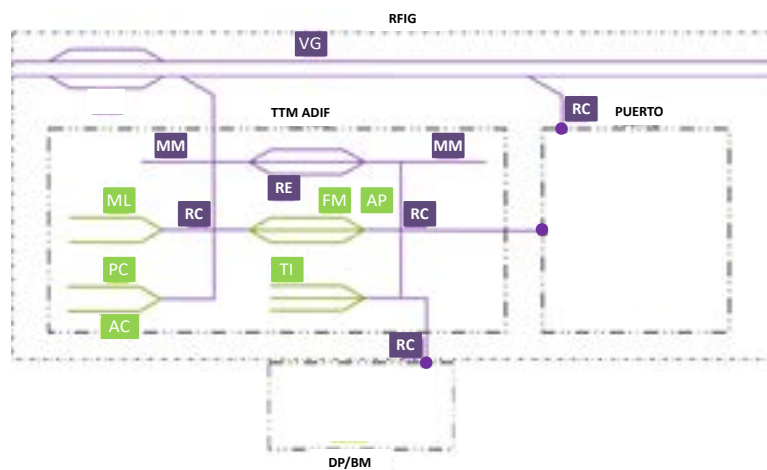 RFIG
VG
RC
TTM ADIF
PUERTO
MM
MM
RE
ML
FM
AP
RC
RC
PC
TI
AC
RC
DP/BM